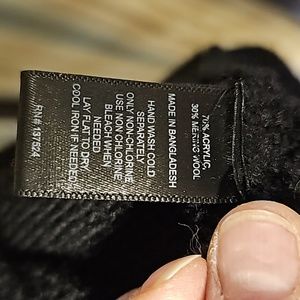 70% ACRYLIC,
30% MERINO WOOL
MADE IN BANGLADESH
HAND WASH COLD
SEPARATELY
ONLY NON-CHLORINE
USE NON CHLORINE
BLEACH WHEN
NEEDED
LAY FLAT TO DRY.
COOL IRON IF NEEDED
RN# 137524